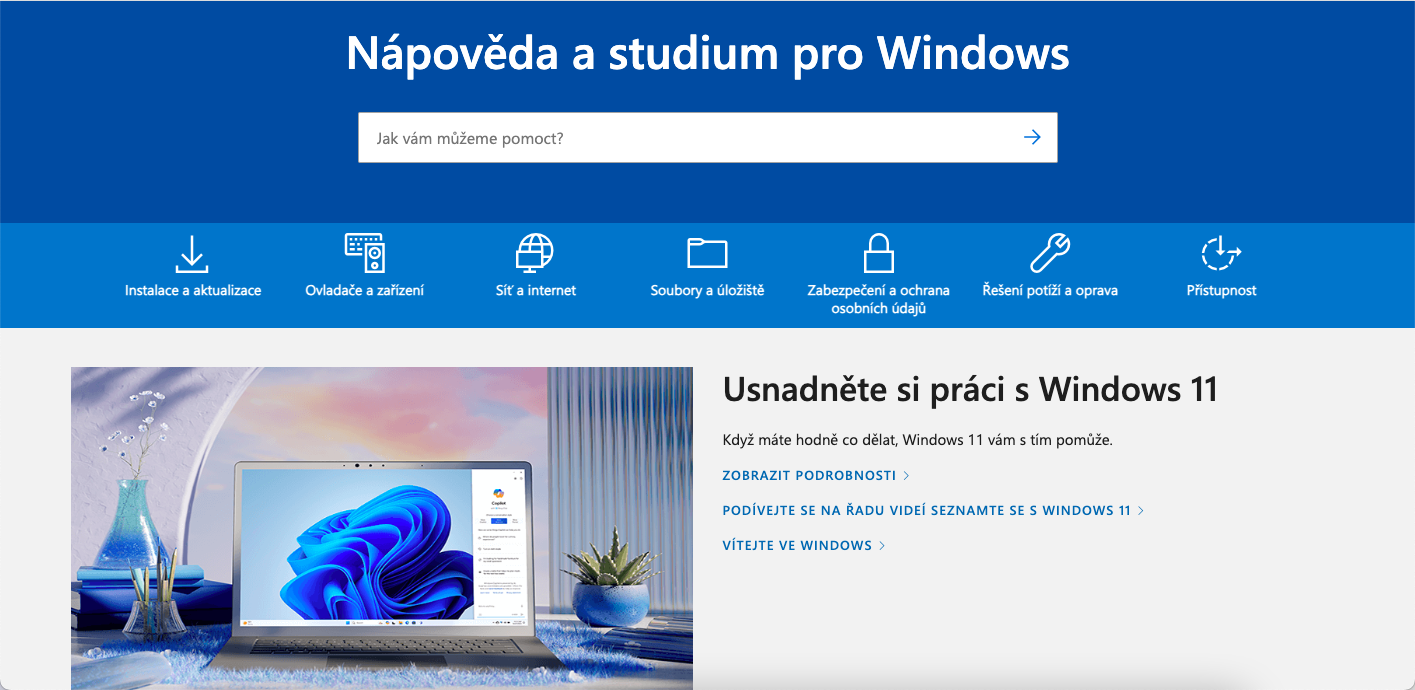 Nápověda a studium pro Windows
Jak vám můžeme pomoct?
Instalace a aktualizace
Ovladače a zařízení
Síť a internet
Soubory a úložiště
Zabezpečení a ochrana
osobních údajů
Řešení potíží a oprava
Přístupnost
Usnadněte si práci s Windows 11
Když máte hodně co dělat, Windows 11 vám s tím pomůže.
ZOBRAZIT PODROBNOSTI
PODÍVEJTE SE NA ŘADU VIDEÍ SEZNAMTE SE S WINDOWS 11
VÍTEJTE VE WINDOWS
Copilot